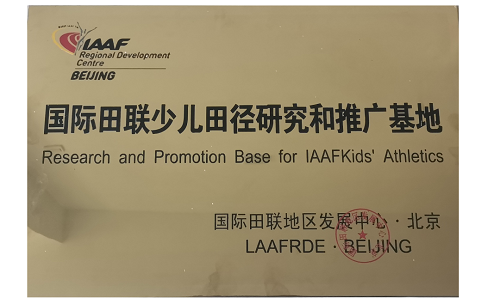 IAAF
Regional Development
Centre
BEIJING
国际田联少儿田径研究和推广基地
Research and Promotion Base for IAAFKids' Athletics
国际田联地区发展中心·北京
LAAFRDE·BEIJING